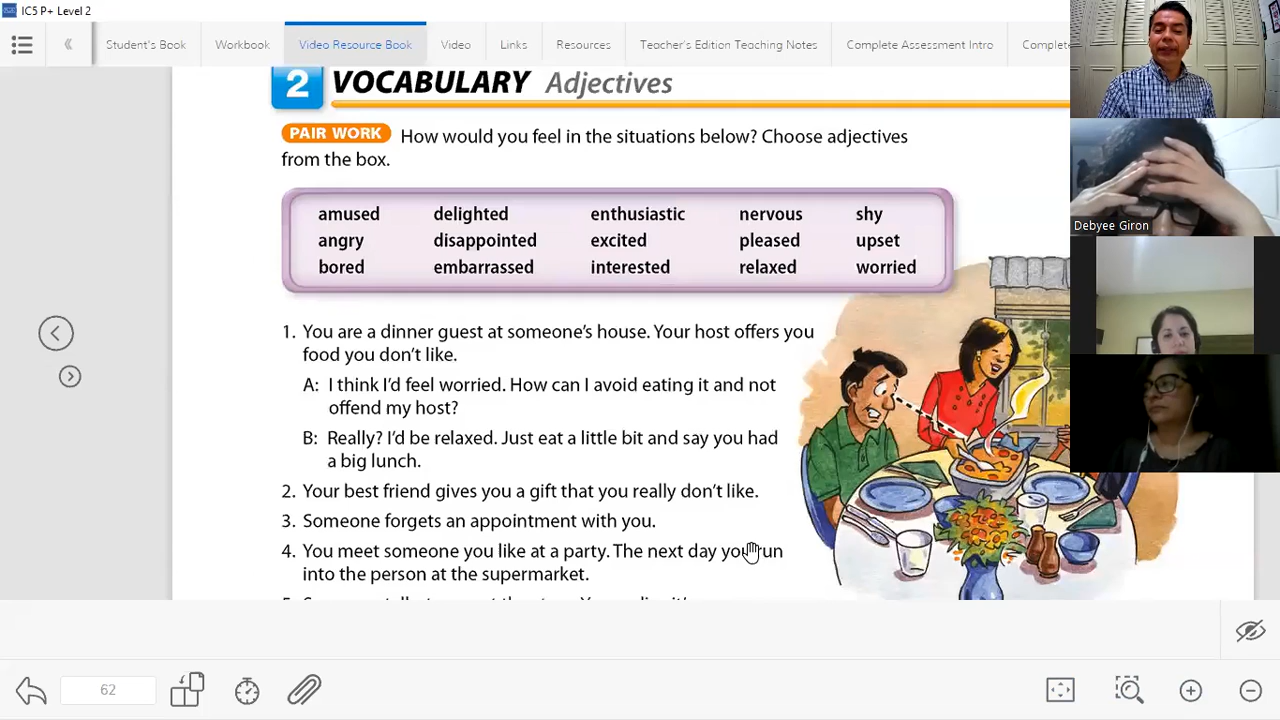 IC5 P+ Level 2
Student's Book Workbook Video Resource Book Video Links Resources Teacher's Edition Teaching Notes Complete Assessment Intro Complete
2 VOCABULARY Adjectives
PAIR WORK How would you feel in the situations below? Choose adjectives
from the box.
amused delighted enthusiastic nervous shy
angry disappointed excited pleased upset
bored embarrassed interested relaxed worried
1. You are a dinner guest at someone's house. Your host offers you
food you don't like.
A: I think I'd feel worried. How can I avoid eating it and not
offend my host?
B: Really? I'd be relaxed. Just eat a little bit and say you had
a big lunch.
2. Your best friend gives you a gift that you really don't like.
3. Someone forgets an appointment with you.
4. You meet someone you like at a party. The next day you run
into the person at the supermarket.
Debyee Giron
62